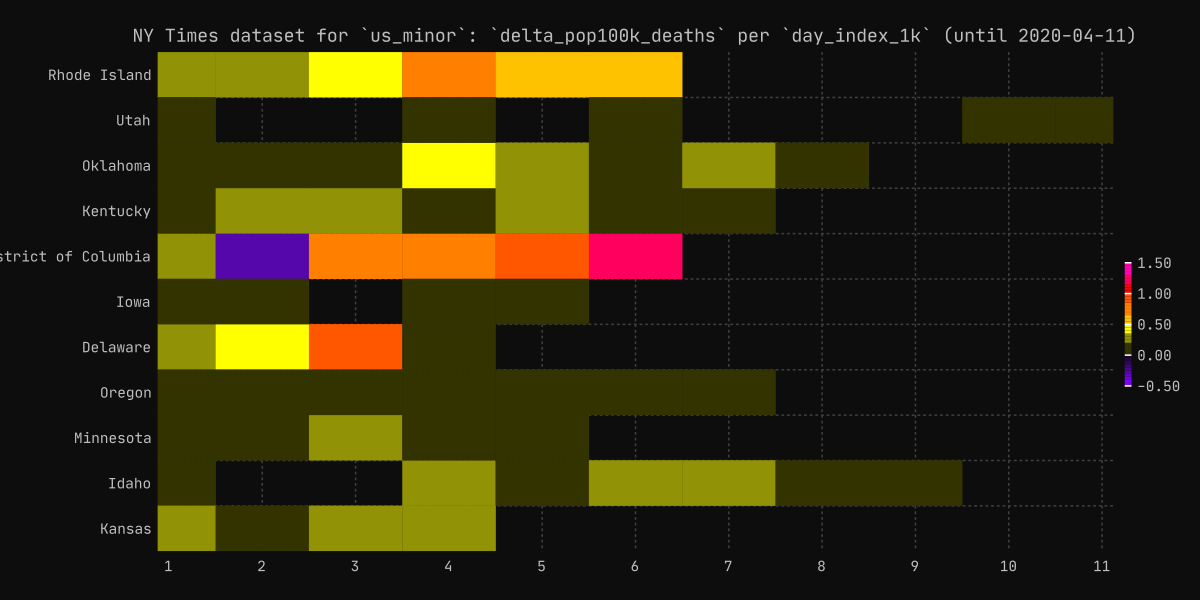 NY Times dataset for `us_minor`: `delta_pop100k_deaths` per `day_index_1k` (until 2020-04-11)
Rhode Island
Utah
Oklahoma
Kentucky
strict of Columbia
Iowa
Delaware
Oregon
Minnesota
Idaho
Kansas
1 2 3 4 5 6 7 8 9 10 11
1.50
1.00
0.50
0.00
-0.50